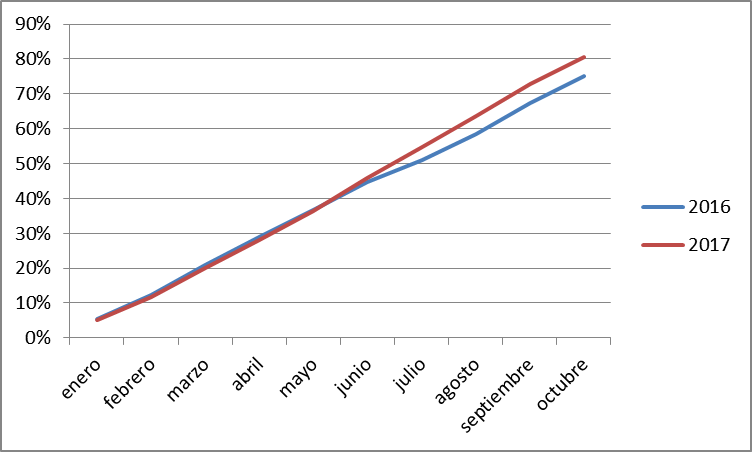 90%
80%
70%
60%
50%
40%
30%
20%
10%
0%
enero
febrero
marzo
abril
mayo
junio
julio
agosto
septiembre
octubre
2016
2017